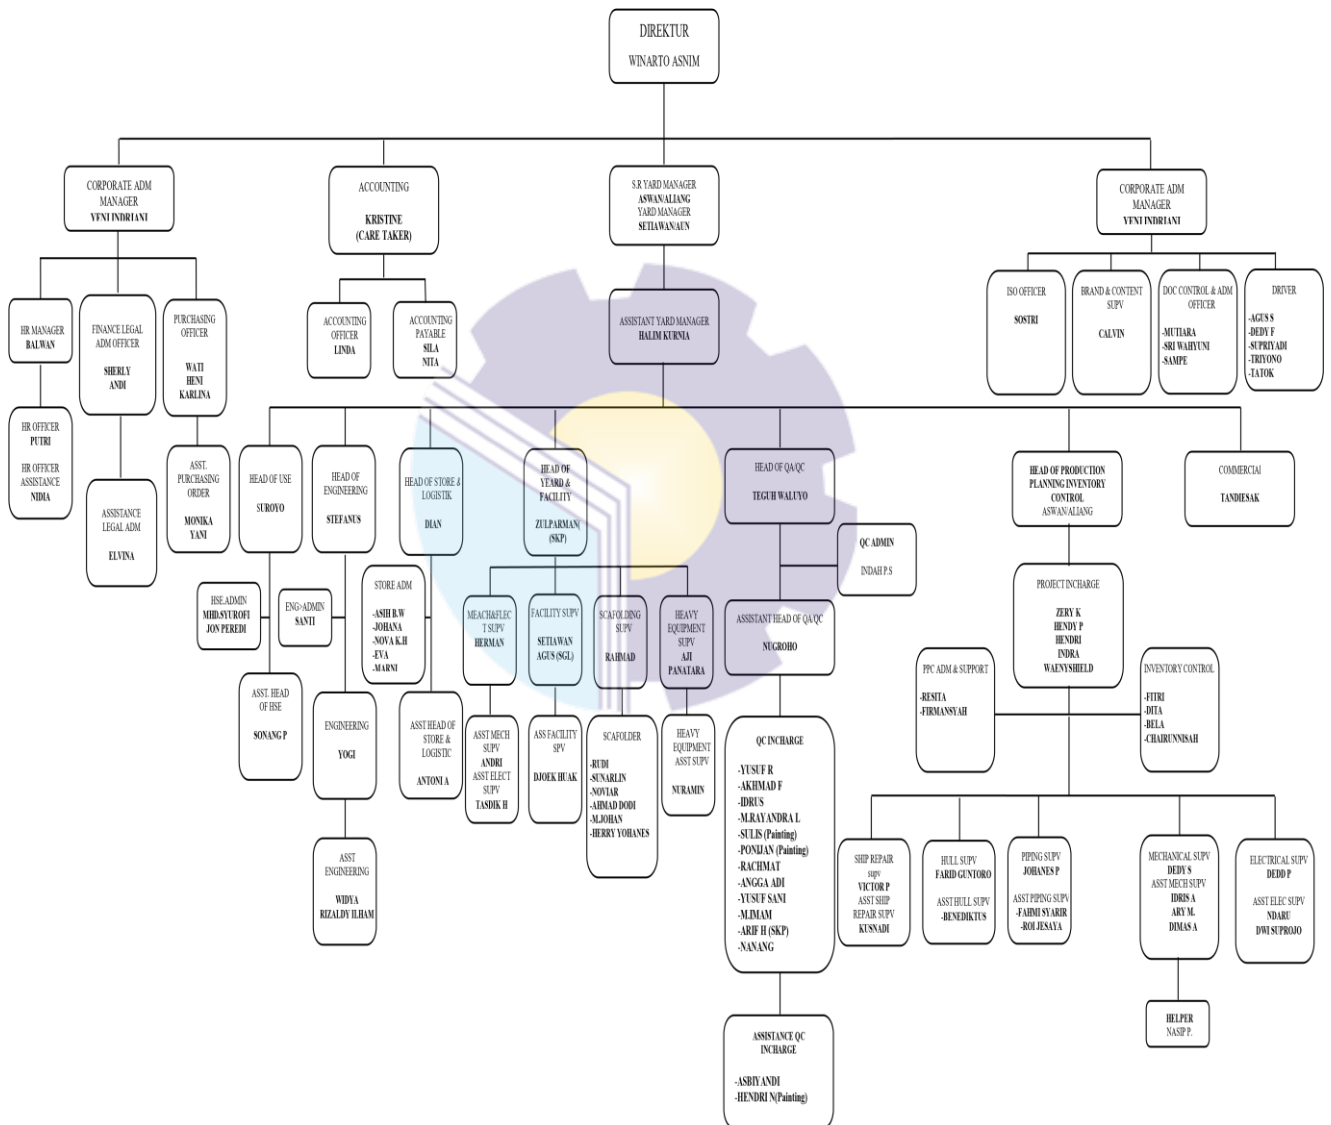 DIREKTUR
WINARTO ASNIM
CORPORATE ADM
MANAGER
YENI INDRIANI
ACCOUNTING
KRISTINE
(CARE TAKER)
S.R YARD MANAGER
ASWAN/ALIANG
YARD MANAGER
SETIAWAN/AUN
CORPORATE ADM
MANAGER
YENI INDRIANI
HR MANAGER
BALWAN
FINANCE LEGAL
ADM OFFICER
SHERLY
ANDI
PURCHASING
OFFICER
WATI
HENI
KARLINA
ACCOUNTING
OFFICER
LINDA
ACCOUNTING
PAYABLE
SILA
NITA
ASSISTANT YARD MANAGER
HALIM KURNIA
ISO OFFICER
SOSTRI
BRAND & CONTENT
SUPV
CALVIN
DOC CONTROL & ADM
OFFICER
-MUTIARA
-SRI WAHYUNI
-SAMPE
DRIVER
-AGUS S
-DEDY F
-SUPRIYADI
-TRIYONO
-TATOK
HR OFFICER
PUTRI
HR OFFICER
ASSISTANCE
NIDIA
ASSISTANCE
LEGAL ADM
ELVINA
ASST.
PURCHASING
ORDER
MONIKA
YANI
HEAD OF USE
SUROYO
HEAD OF
ENGINEERING
STEFANUS
HEAD OF STORE &
LOGISTIK
DIAN
HEAD OF
YEARD &
FACILITY
ZULPARMAN(
(SKP)
HEAD OF QA/QC
TEGUH WALUYO
HEAD OF PRODUCTION
PLANNING INVENTORY
CONTROL
ASWAN/ALIANG
COMMERCIAl
TANDIESAK
QC ADMIN
INDAH P.S
HSE.ADMIN
MHD.SYUROFI
JON PEREDI
ENG>ADMIN
SANTI
STORE ADM
-ASIH B.W
-JOHANA
-NOVA K.H
-EVA
-MARNI
MEACH&FLEC
T SUPV
HERMAN
FACILITY SUPV
SETIAWAN
AGUS (SGL)
SCAFOLDING
SUPV
RAHMAD
HEAVY
EQUIPMENT
SUPV
AJI
PANATARA
ASSISTANT HEAD OF QA/QC
NUGROHO
PROJECT INCHARGE
ZERY K
HENDY P
HENDRI
INDRA
WAENYSHIELD
PPC ADM & SUPPORT
-RESITA
-FIRMANSYAH
INVENTORY CONTROL
-FITRI
-DITA
-BELA
-CHAIRUNNISAH
ASST. HEAD
OF HSE
SONANG P
ENGINEERING
YOGI
ASST HEAD OF
STORE &
LOGISTIC
ANTONI A
ASST MECH
SUPV
ANDRI
ASST ELECT
SUPV
TASDIK H
ASS FACILITY
SPV
DJOEK HUAK
SCAFOLDER
-RUDI
-SUNARLIN
-NOVIAR
-AHMAD DODI
-M.JOHAN
-HERRY YOHANES
HEAVY
EQUIPMENT
ASST SUPV
NURAMIN
QC INCHARGE
-YUSUF R
-AKHMAD F
-IDRUS
-M.RAYANDRA L
-SULIS (Painting)
-PONIJAN (Painting)
-RACHMAT
-ANGGA ADI
-YUSUF SANI
-M.IMAM
-ARIF H (SKP)
-NANANG
ASST
ENGINEERING
WIDYA
RIZALDY ILHAM
SHIP REPAIR
supv
VICTOR P
ASST SHIP
REPAIR SUPV
KUSNADI
HULL SUPV
FARID GUNTORO
ASST HULL SUPV
-BENEDIKTUS
PIPING SUPV
JOHANES P
ASST PIPING SUPV
-FAHMI SYARIR
-ROI JESAYA
MECHANICAL SUPV
DEDY S
ASST MECH SUPV
IDRIS A
ARY M.
DIMAS A
ELECTRICAL SUPV
DEDD P
ASST ELEC SUPV
NDARU
DWI SUPROJO
HELPER
NASIP P.
ASSISTANCE QC
INCHARGE
-ASBIYANDI
-HENDRI N(Painting)